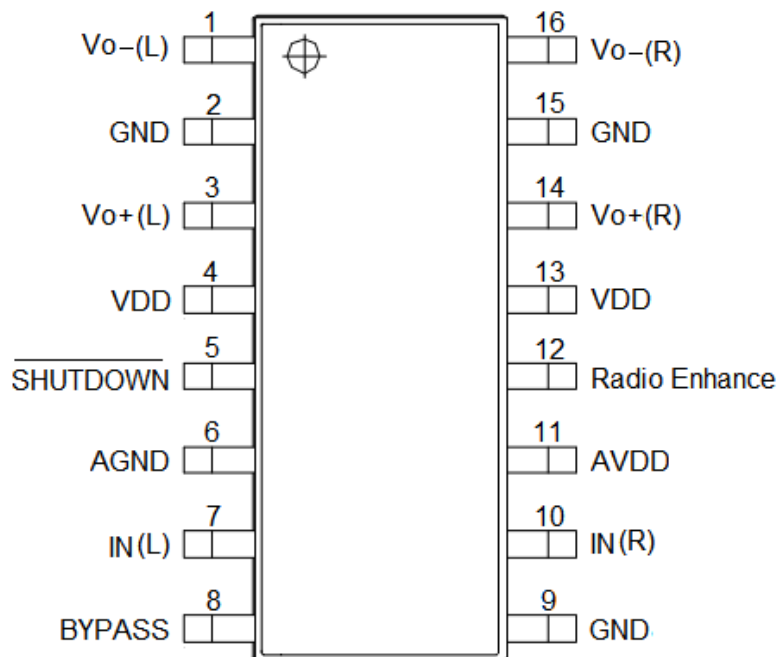 1 16
Vo−(L) Vo−(R)
2 15
GND GND
3 14
Vo+(L) Vo+(R)
4 13
VDD VDD
5 12
SHUTDOWN Radio Enhance
6 11
AGND AVDD
7 10
IN(L) IN(R)
8 9
BYPASS GND